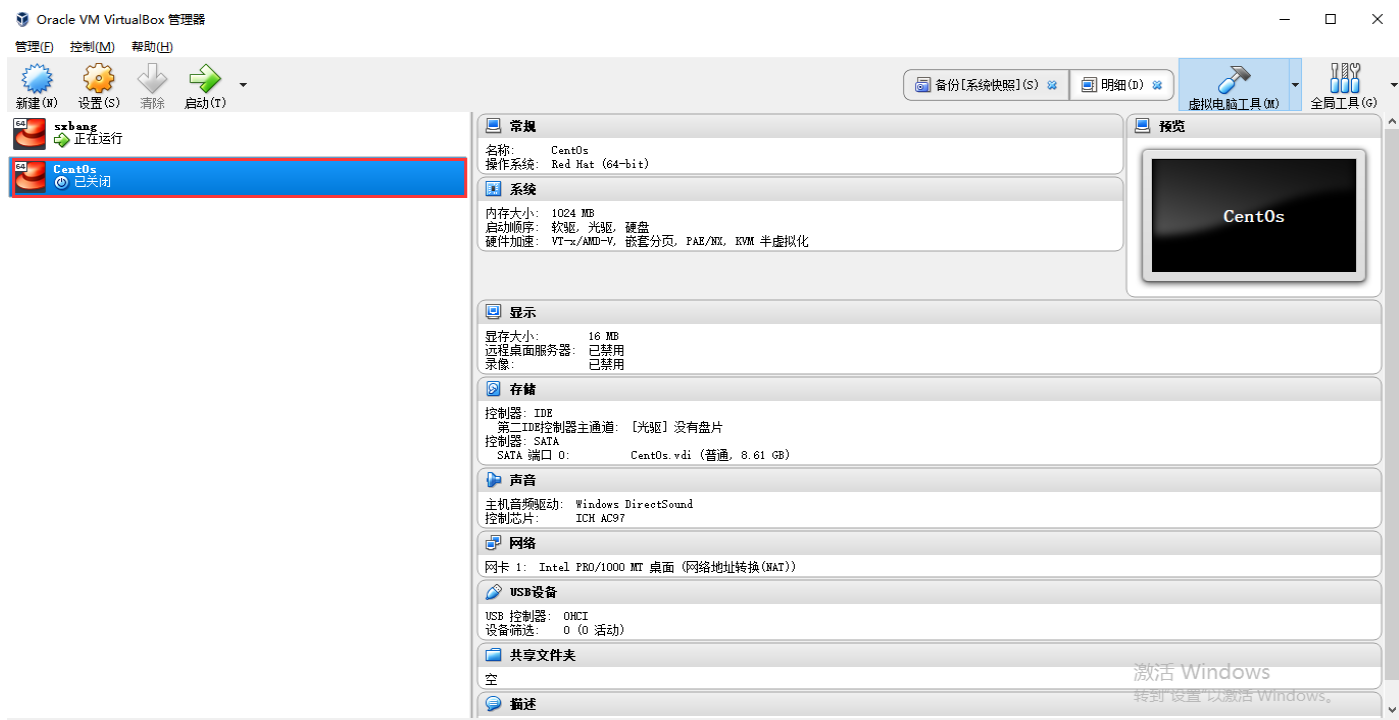 Oracle VM VirtualBox 管理器
管理(F) 控制(M) 帮助(H)
新建(N) 设置(S) 清除 启动(T)
备份[系统快照](S) 明细(D) 虚拟电脑工具(M) 全局工具(G)
64 sxbang
正在运行
64 CentOs
已关闭
常规
名称: CentOs
操作系统: Red Hat (64-bit)
系统
内存大小: 1024 MB
启动顺序: 软驱, 光驱, 硬盘
硬件加速: VT-x/AMD-V, 嵌套分页, PAE/NX, KVM 半虚拟化
预览
CentOs
显示
显存大小: 16 MB
远程桌面服务器: 已禁用
录像: 已禁用
存储
控制器: IDE
第二IDE控制器主通道: [光驱] 没有盘片
控制器: SATA
SATA 端口 0: CentOs.vdi (普通, 8.61 GB)
声音
主机音频驱动: Windows DirectSound
控制芯片: ICH AC97
网络
网卡 1: Intel PRO/1000 MT 桌面 (网络地址转换(NAT))
USB设备
USB 控制器: OHCI
设备筛选: 0 (0 活动)
共享文件夹
空
描述
激活 Windows
转到"设置"以激活 Windows。